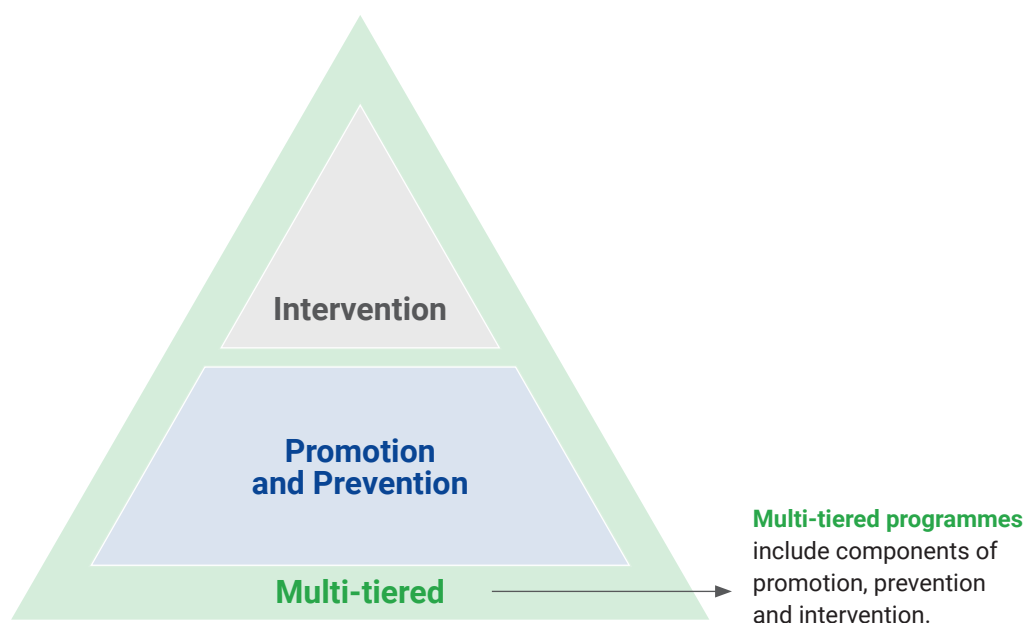 Intervention
Promotion
and Prevention
Multi-tiered
Multi-tiered programmes
include components of
promotion, prevention
and intervention.